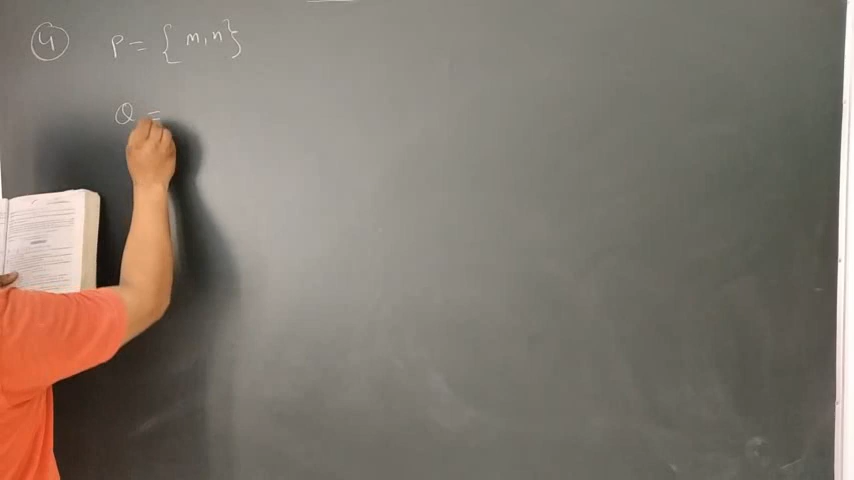 4 P = { m, n }
Q =